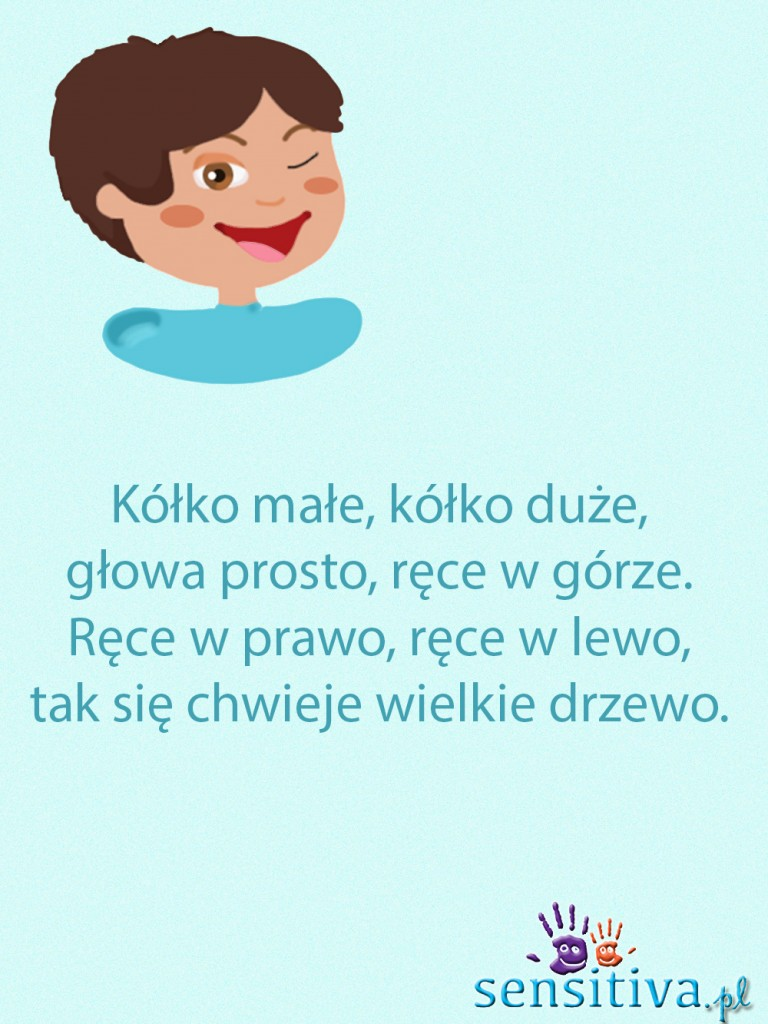 Kółko małe, kółko duże,
głowa prosto, ręce w górze.
Ręce w prawo, ręce w lewo,
tak się chwieje wielkie drzewo.
sensitiva.pl